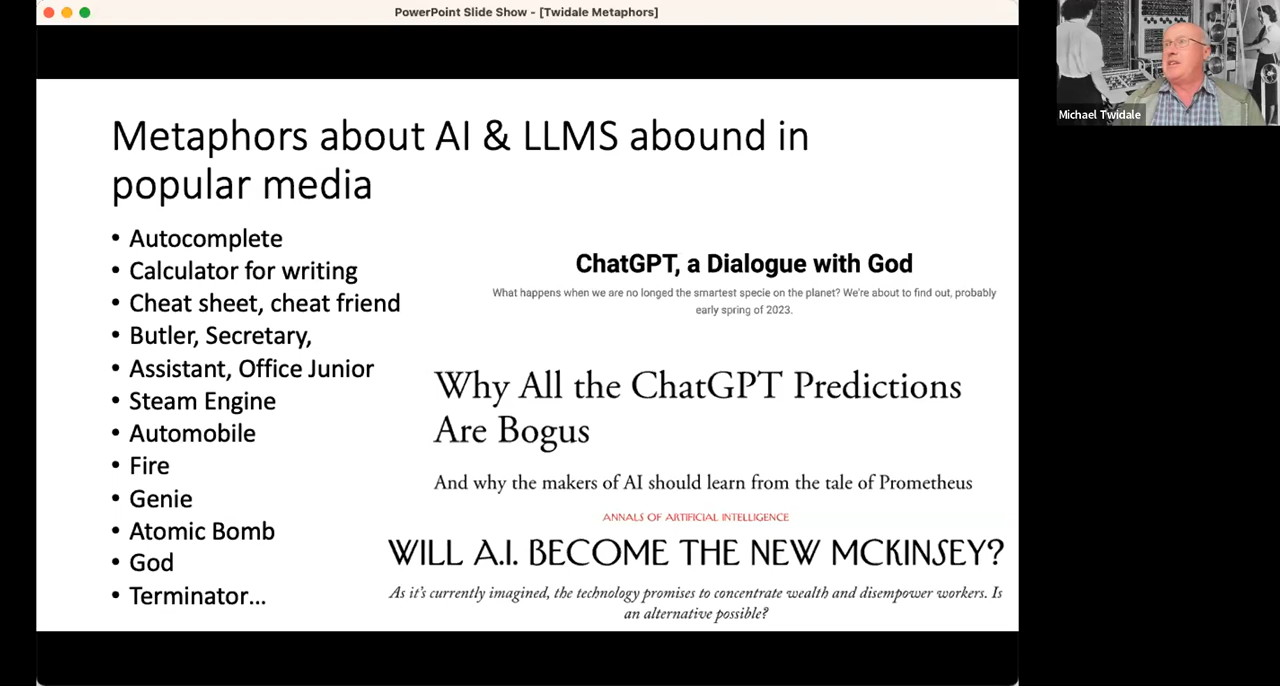 PowerPoint Slide Show - [Twidale Metaphors]
Michael Twidale
Metaphors about AI & LLMS abound in
popular media
• Autocomplete
• Calculator for writing
• Cheat sheet, cheat friend
• Butler, Secretary,
• Assistant, Office Junior
• Steam Engine
• Automobile
• Fire
• Genie
• Atomic Bomb
• God
• Terminator...
ChatGPT, a Dialogue with God
What happens when we are no longed the smartest specie on the planet? We're about to find out, probably
early spring of 2023.
Why All the ChatGPT Predictions
Are Bogus
And why the makers of AI should learn from the tale of Prometheus
ANNALS OF ARTIFICIAL INTELLIGENCE
WILL A.I. BECOME THE NEW MCKINSEY?
As it's currently imagined, the technology promises to concentrate wealth and disempower workers. Is
an alternative possible?